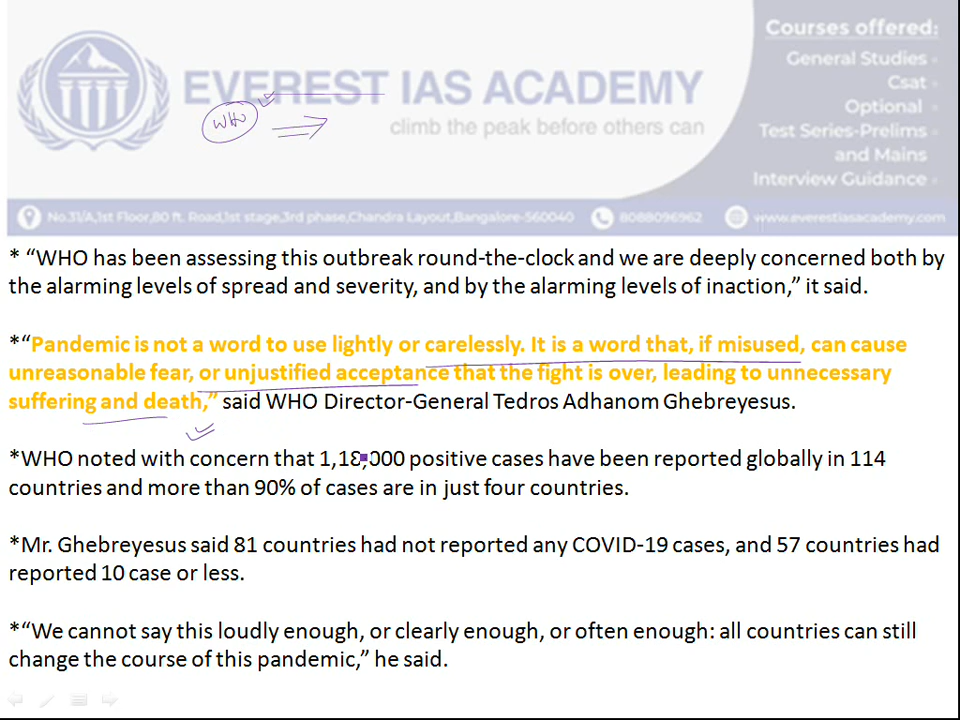 Courses offered:
General Studies
Csat
Optional
Test Series-Prelims
and Mains
Interview Guidance
EVEREST IAS ACADEMY
climb the peak before others can
WHO
No.31/A,1st Floor,80 ft. Road,1st stage,3rd phase,Chandra Layout,Bangalore-560040
8088096962
www.everestiasacademy.com
* “WHO has been assessing this outbreak round-the-clock and we are deeply concerned both by
the alarming levels of spread and severity, and by the alarming levels of inaction,” it said.
*“Pandemic is not a word to use lightly or carelessly. It is a word that, if misused, can cause
unreasonable fear, or unjustified acceptance that the fight is over, leading to unnecessary
suffering and death,” said WHO Director-General Tedros Adhanom Ghebreyesus.
*WHO noted with concern that 1,18,000 positive cases have been reported globally in 114
countries and more than 90% of cases are in just four countries.
*Mr. Ghebreyesus said 81 countries had not reported any COVID-19 cases, and 57 countries had
reported 10 case or less.
*“We cannot say this loudly enough, or clearly enough, or often enough: all countries can still
change the course of this pandemic,” he said.